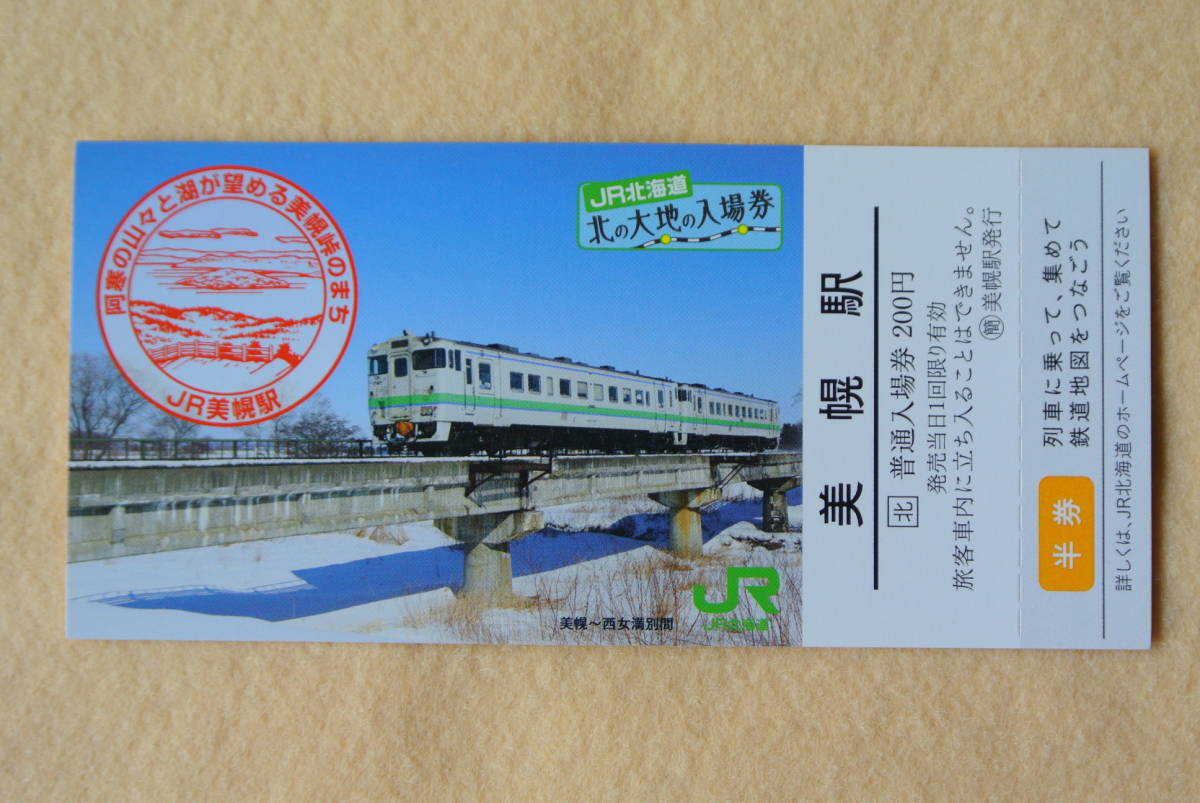 阿寒の山々と湖が望める美幌峠のまち
JR美幌駅
JR北海道
北の大地の入場券
美幌〜西女満別間
JR
JR北海道
美幌駅
北 普通入場券 200円
発売当日1回限り有効
旅客車内に立ち入ることはできません。
簡 美幌駅発行
半券
列車に乗って、集めて
鉄道地図をつなごう
詳しくは、JR北海道のホームページをご覧ください